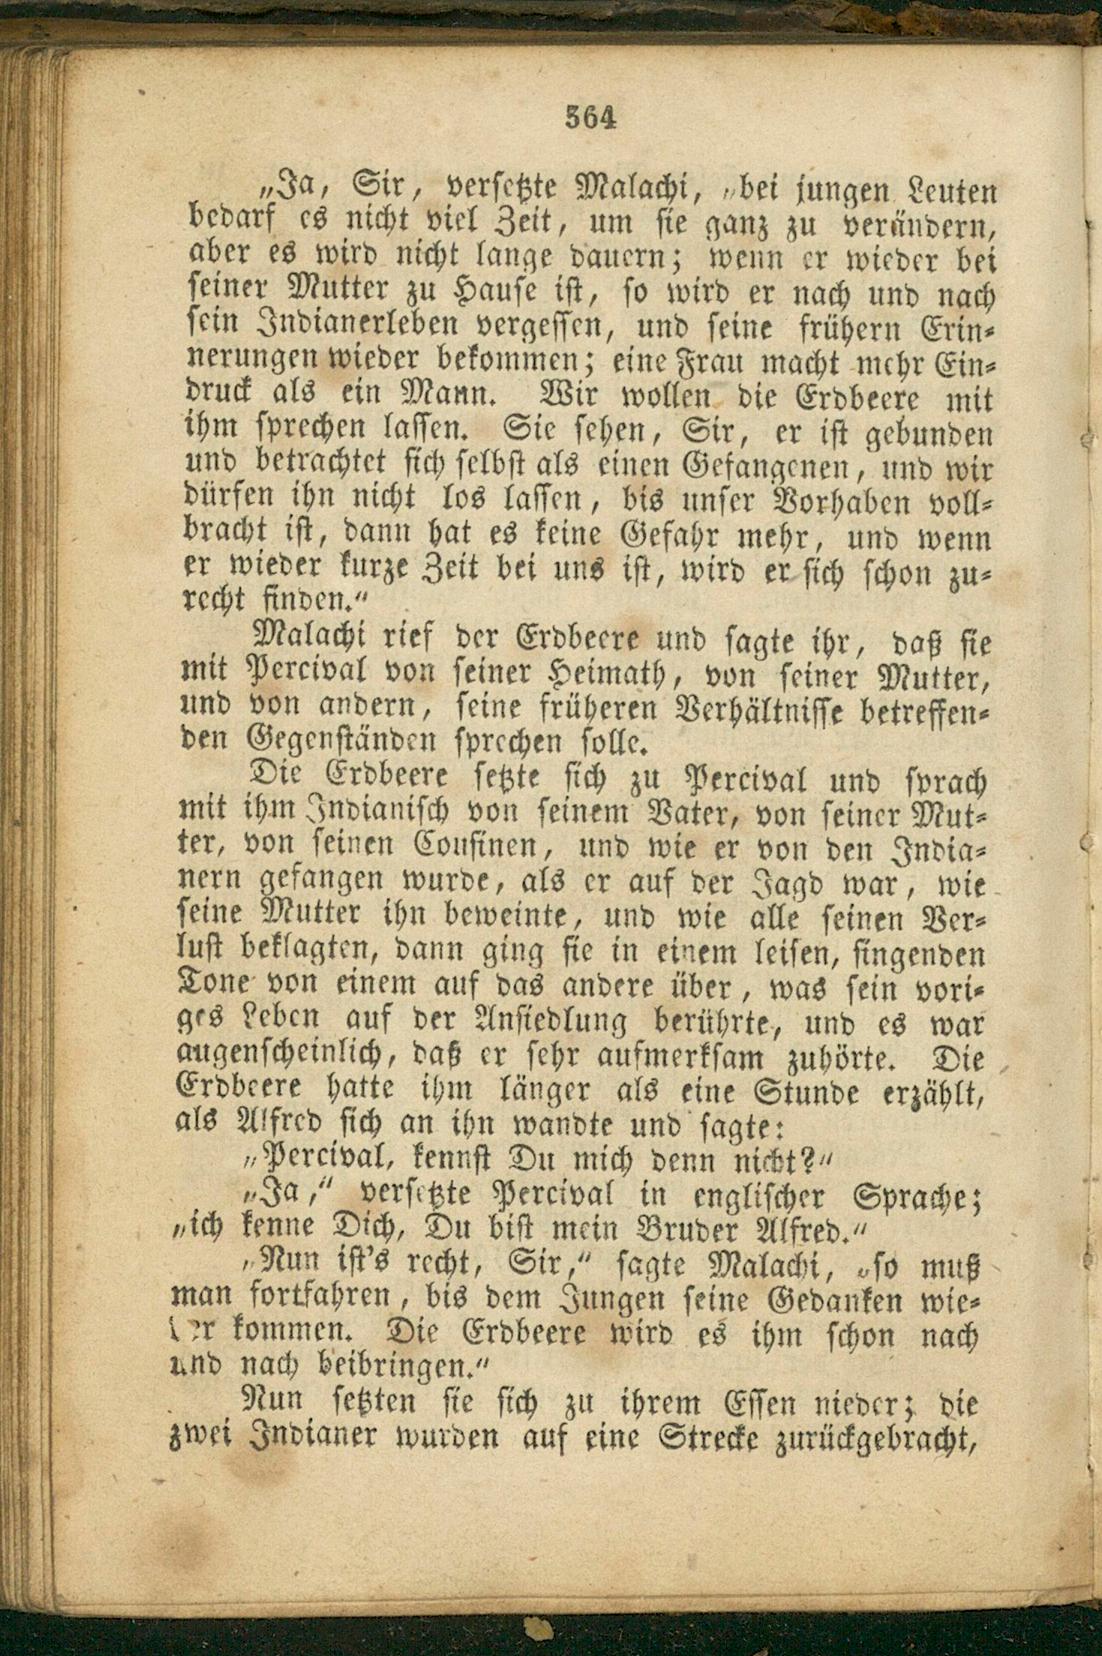 364
„Ja, Sir, versetzte Malachi, „bei jungen Leuten
bedarf es nicht viel Zeit, um sie ganz zu verändern,
aber es wird nicht lange dauern; wenn er wieder bei
seiner Mutter zu Hause ist, so wird er nach und nach
sein Indianerleben vergessen, und seine frühern Erin-
nerungen wieder bekommen; eine Frau macht mehr Ein-
druck als ein Mann. Wir wollen die Erdbeere mit
ihm sprechen lassen. Sie sehen, Sir, er ist gebunden
und betrachtet sich selbst als einen Gefangenen, und wir
dürfen ihn nicht los lassen, bis unser Vorhaben voll-
bracht ist, dann hat es keine Gefahr mehr, und wenn
er wieder kurze Zeit bei uns ist, wird er sich schon zu-
recht finden.“
Malachi rief der Erdbeere und sagte ihr, daß sie
mit Percival von seiner Heimath, von seiner Mutter,
und von andern, seine früheren Verhältnisse betreffen-
den Gegenständen sprechen solle.
Die Erdbeere setzte sich zu Percival und sprach
mit ihm Indianisch von seinem Vater, von seiner Mut-
ter, von seinen Cousinen, und wie er von den India-
nern gefangen wurde, als er auf der Jagd war, wie
seine Mutter ihn beweinte, und wie alle seinen Ver-
lust beklagten, dann ging sie in einem leisen, singenden
Tone von einem auf das andere über, was sein vori-
ges Leben auf der Ansiedlung berührte, und es war
augenscheinlich, daß er sehr aufmerksam zuhörte. Die
Erdbeere hatte ihm länger als eine Stunde erzählt,
als Alfred sich an ihn wandte und sagte:
„Percival, kennst Du mich denn nicht?“
„Ja,“ versetzte Percival in englischer Sprache;
„ich kenne Dich, Du bist mein Bruder Alfred.“
„Nun ist's recht, Sir,“ sagte Malachi, „so muß
man fortfahren, bis dem Jungen seine Gedanken wie-
der kommen. Die Erdbeere wird es ihm schon nach
und nach beibringen.“
Nun setzten sie sich zu ihrem Essen nieder; die
zwei Indianer wurden auf eine Strecke zurückgebracht,